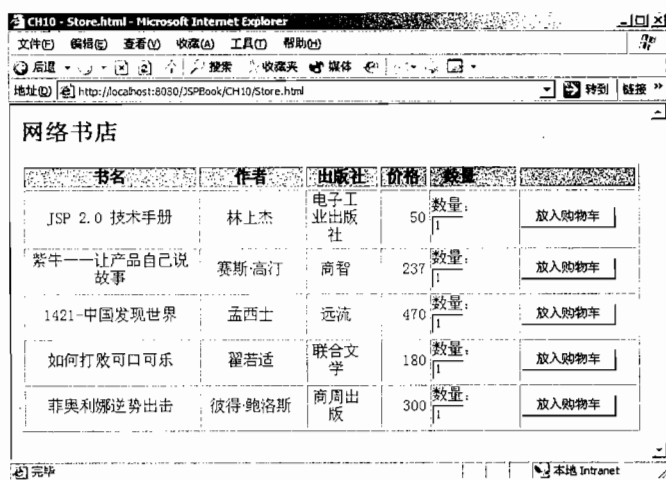 CH10 - Store.html - Microsoft Internet Explorer
文件(F) 编辑(E) 查看(V) 收藏(A) 工具(T) 帮助(H)
后退 搜索 收藏夹 媒体
地址(D) http://localhost:8080/JSPBook/CH10/Store.html 转到 链接 »
网络书店
书名 作者 出版社 价格 数量
JSP 2.0 技术手册 林上杰 电子工业出版社 50 数量: 1 放入购物车
紫牛——让产品自己说故事 赛斯·高汀 商智 237 数量: 1 放入购物车
1421-中国发现世界 孟西士 远流 470 数量: 1 放入购物车
如何打败可口可乐 翟若适 联合文学 180 数量: 1 放入购物车
菲奥利娜逆势出击 彼得·鲍洛斯 商周出版 300 数量: 1 放入购物车
完毕 本地 Intranet